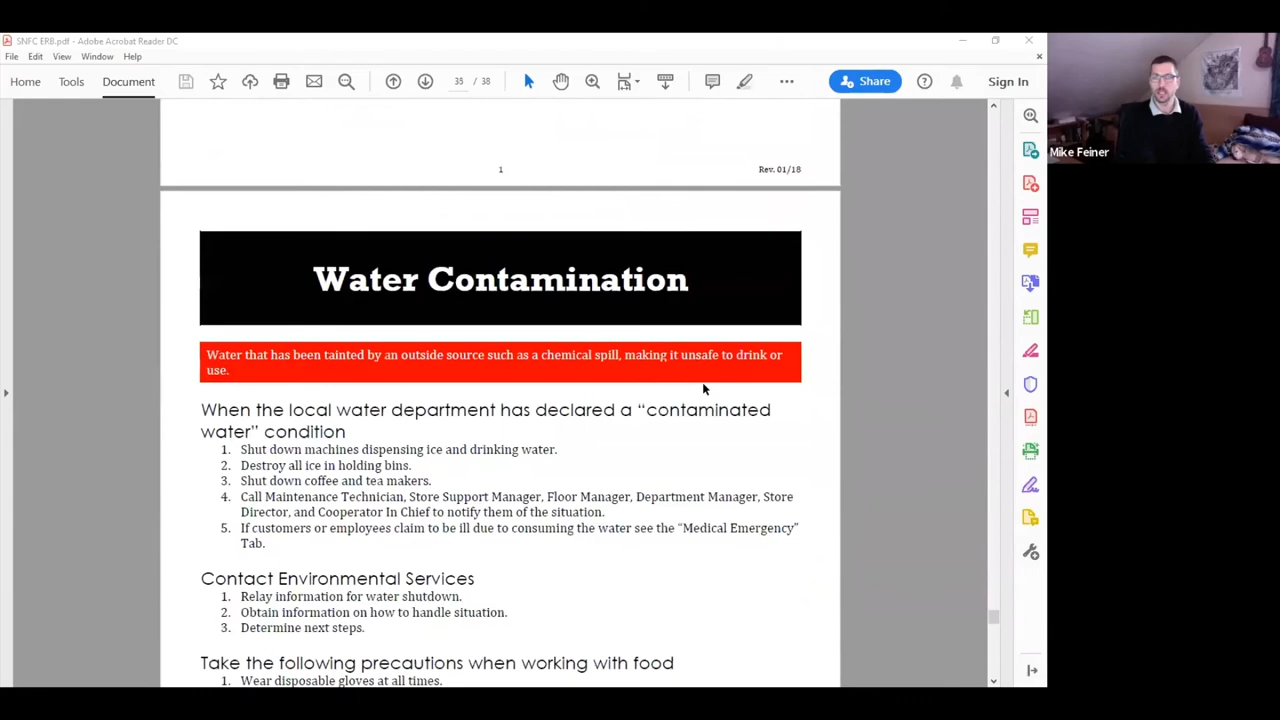 SNFC ERB.pdf - Adobe Acrobat Reader DC
File Edit View Window Help
Home Tools Document 35 / 38 Share Sign In
Mike Feiner
1 Rev. 01/18
Water Contamination
Water that has been tainted by an outside source such as a chemical spill, making it unsafe to drink or
use.
When the local water department has declared a “contaminated
water” condition
1. Shut down machines dispensing ice and drinking water.
2. Destroy all ice in holding bins.
3. Shut down coffee and tea makers.
4. Call Maintenance Technician, Store Support Manager, Floor Manager, Department Manager, Store
Director, and Cooperator In Chief to notify them of the situation.
5. If customers or employees claim to be ill due to consuming the water see the “Medical Emergency”
Tab.
Contact Environmental Services
1. Relay information for water shutdown.
2. Obtain information on how to handle situation.
3. Determine next steps.
Take the following precautions when working with food
1. Wear disposable gloves at all times.